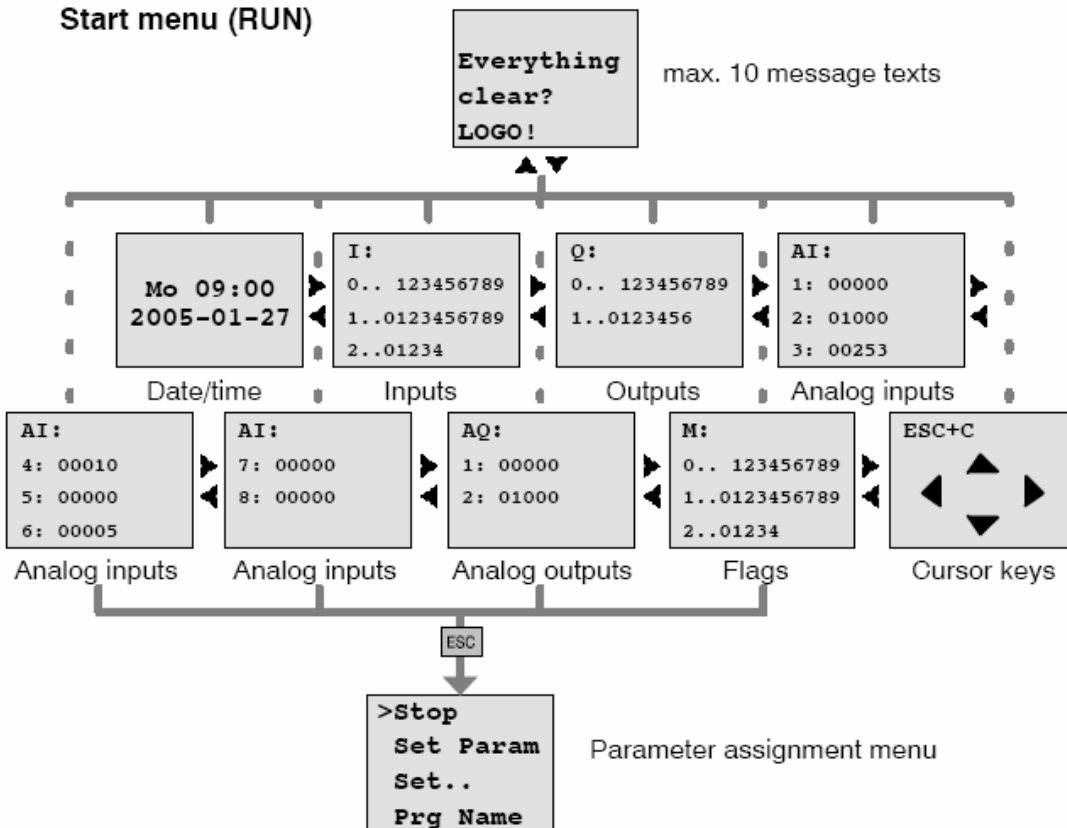 Start menu (RUN)
Everything
clear?
LOGO!
max. 10 message texts
Mo 09:00
2005-01-27
Date/time
I:
0.. 123456789
1..0123456789
2..01234
Inputs
Q:
0.. 123456789
1..0123456
Outputs
AI:
1: 00000
2: 01000
3: 00253
Analog inputs
AI:
4: 00010
5: 00000
6: 00005
Analog inputs
AI:
7: 00000
8: 00000
Analog inputs
AQ:
1: 00000
2: 01000
Analog outputs
M:
0.. 123456789
1..0123456789
2..01234
Flags
ESC+C
Cursor keys
ESC
>Stop
Set Param
Set..
Prg Name
Parameter assignment menu